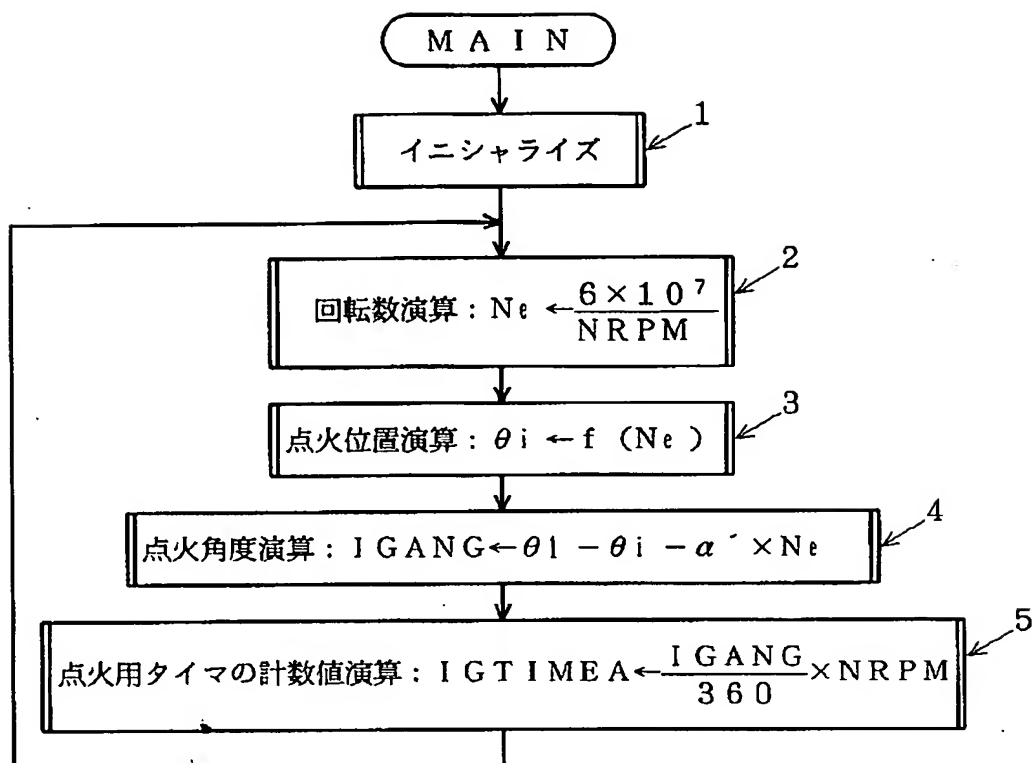 MAIN
イニシャライズ
1
回転数演算：Ne←6×10⁷/NRPM
2
点火位置演算：θi←f（Ne）
3
点火角度演算：IGANG←θ1－θi－α´×Ne
4
点火用タイマの計数値演算：IGTIMEA←IGANG/360×NRPM
5